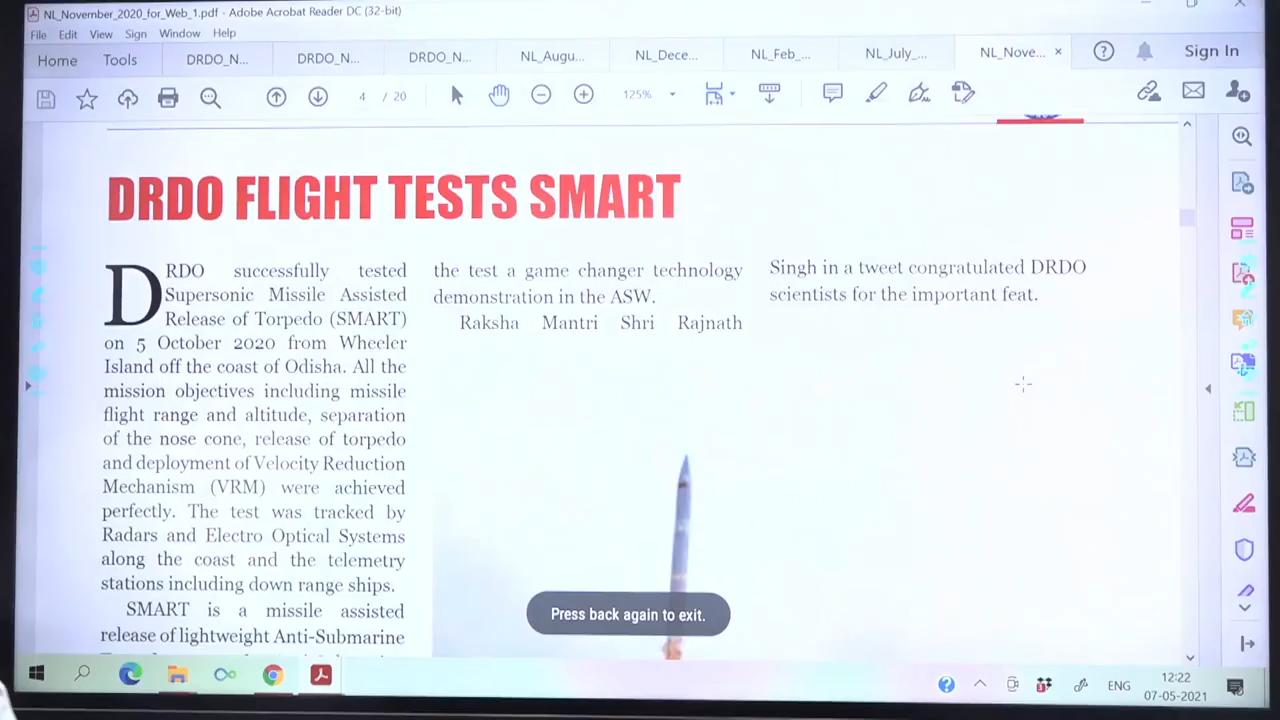 NL_November_2020_for_Web_1.pdf - Adobe Acrobat Reader DC (32-bit)
File Edit View Sign Window Help
Home Tools DRDO_N... DRDO_N... DRDO_N... NL_Augu... NL_Dece... NL_Feb_... NL_July_... NL_Nove... × Sign In
4 / 20 125%
DRDO FLIGHT TESTS SMART
DRDO successfully tested
Supersonic Missile Assisted
Release of Torpedo (SMART)
on 5 October 2020 from Wheeler
Island off the coast of Odisha. All the
mission objectives including missile
flight range and altitude, separation
of the nose cone, release of torpedo
and deployment of Velocity Reduction
Mechanism (VRM) were achieved
perfectly. The test was tracked by
Radars and Electro Optical Systems
along the coast and the telemetry
stations including down range ships.
SMART is a missile assisted
release of lightweight Anti-Submarine
the test a game changer technology
demonstration in the ASW.
Raksha Mantri Shri Rajnath
Singh in a tweet congratulated DRDO
scientists for the important feat.
Press back again to exit.
ENG
12:22
07-05-2021